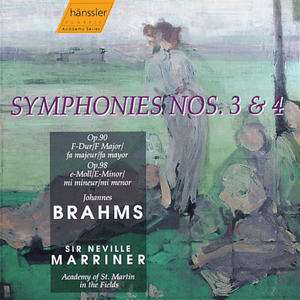 hänssler
CLASSIC
Academy Series
SYMPHONIES NOS. 3 & 4
Op.90
F-Dur/F Major/
fa majeur/fa mayor
Op.98
e-Moll/E-Minor/
mi mineur/mi menor
Johannes
BRAHMS
SIR NEVILLE
MARRINER
Academy of St. Martin
in the Fields